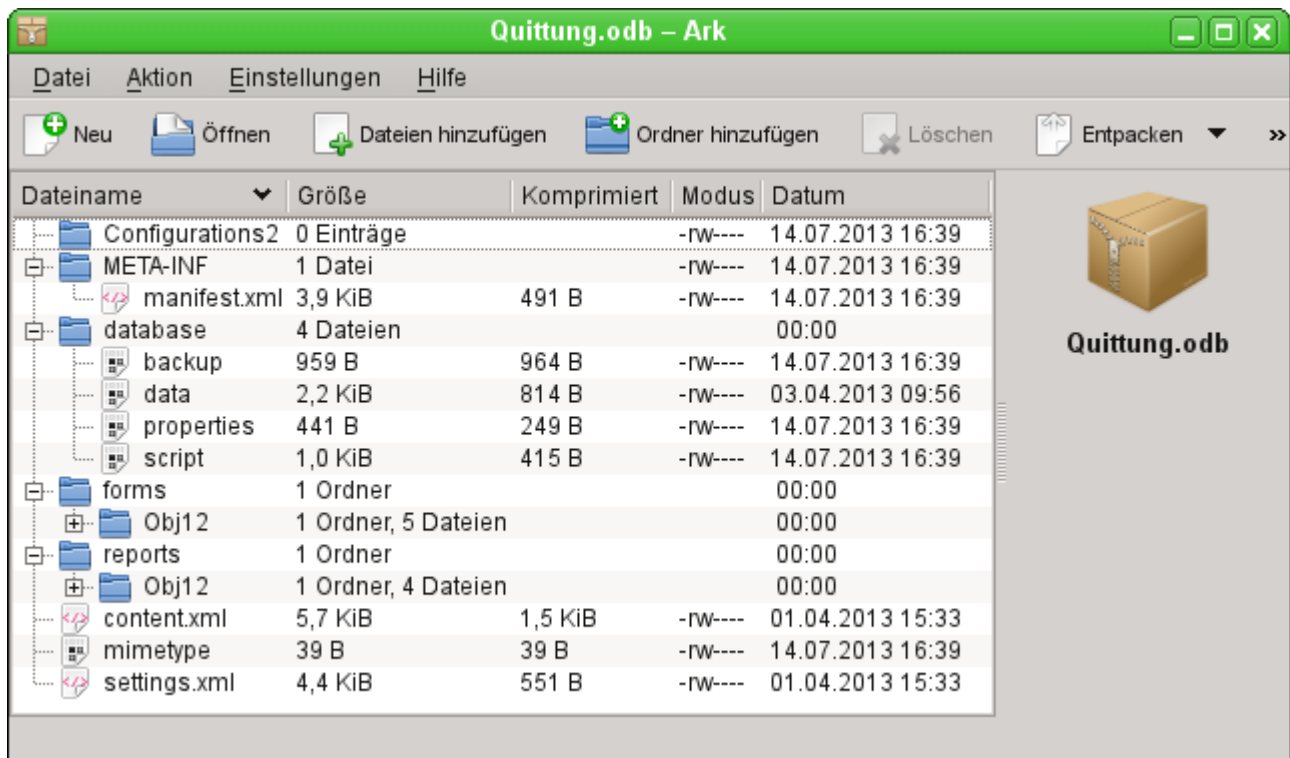 Quittung.odb – Ark
Datei Aktion Einstellungen Hilfe
Neu Öffnen Dateien hinzufügen Ordner hinzufügen Löschen Entpacken »
Dateiname Größe Komprimiert Modus Datum
Configurations2 0 Einträge -rw---- 14.07.2013 16:39
META-INF 1 Datei -rw---- 14.07.2013 16:39
manifest.xml 3,9 KiB 491 B -rw---- 14.07.2013 16:39
database 4 Dateien 00:00
backup 959 B 964 B -rw---- 14.07.2013 16:39
data 2,2 KiB 814 B -rw---- 03.04.2013 09:56
properties 441 B 249 B -rw---- 14.07.2013 16:39
script 1,0 KiB 415 B -rw---- 14.07.2013 16:39
forms 1 Ordner 00:00
Obj12 1 Ordner, 5 Dateien 00:00
reports 1 Ordner 00:00
Obj12 1 Ordner, 4 Dateien 00:00
content.xml 5,7 KiB 1,5 KiB -rw---- 01.04.2013 15:33
mimetype 39 B 39 B -rw---- 14.07.2013 16:39
settings.xml 4,4 KiB 551 B -rw---- 01.04.2013 15:33
Quittung.odb